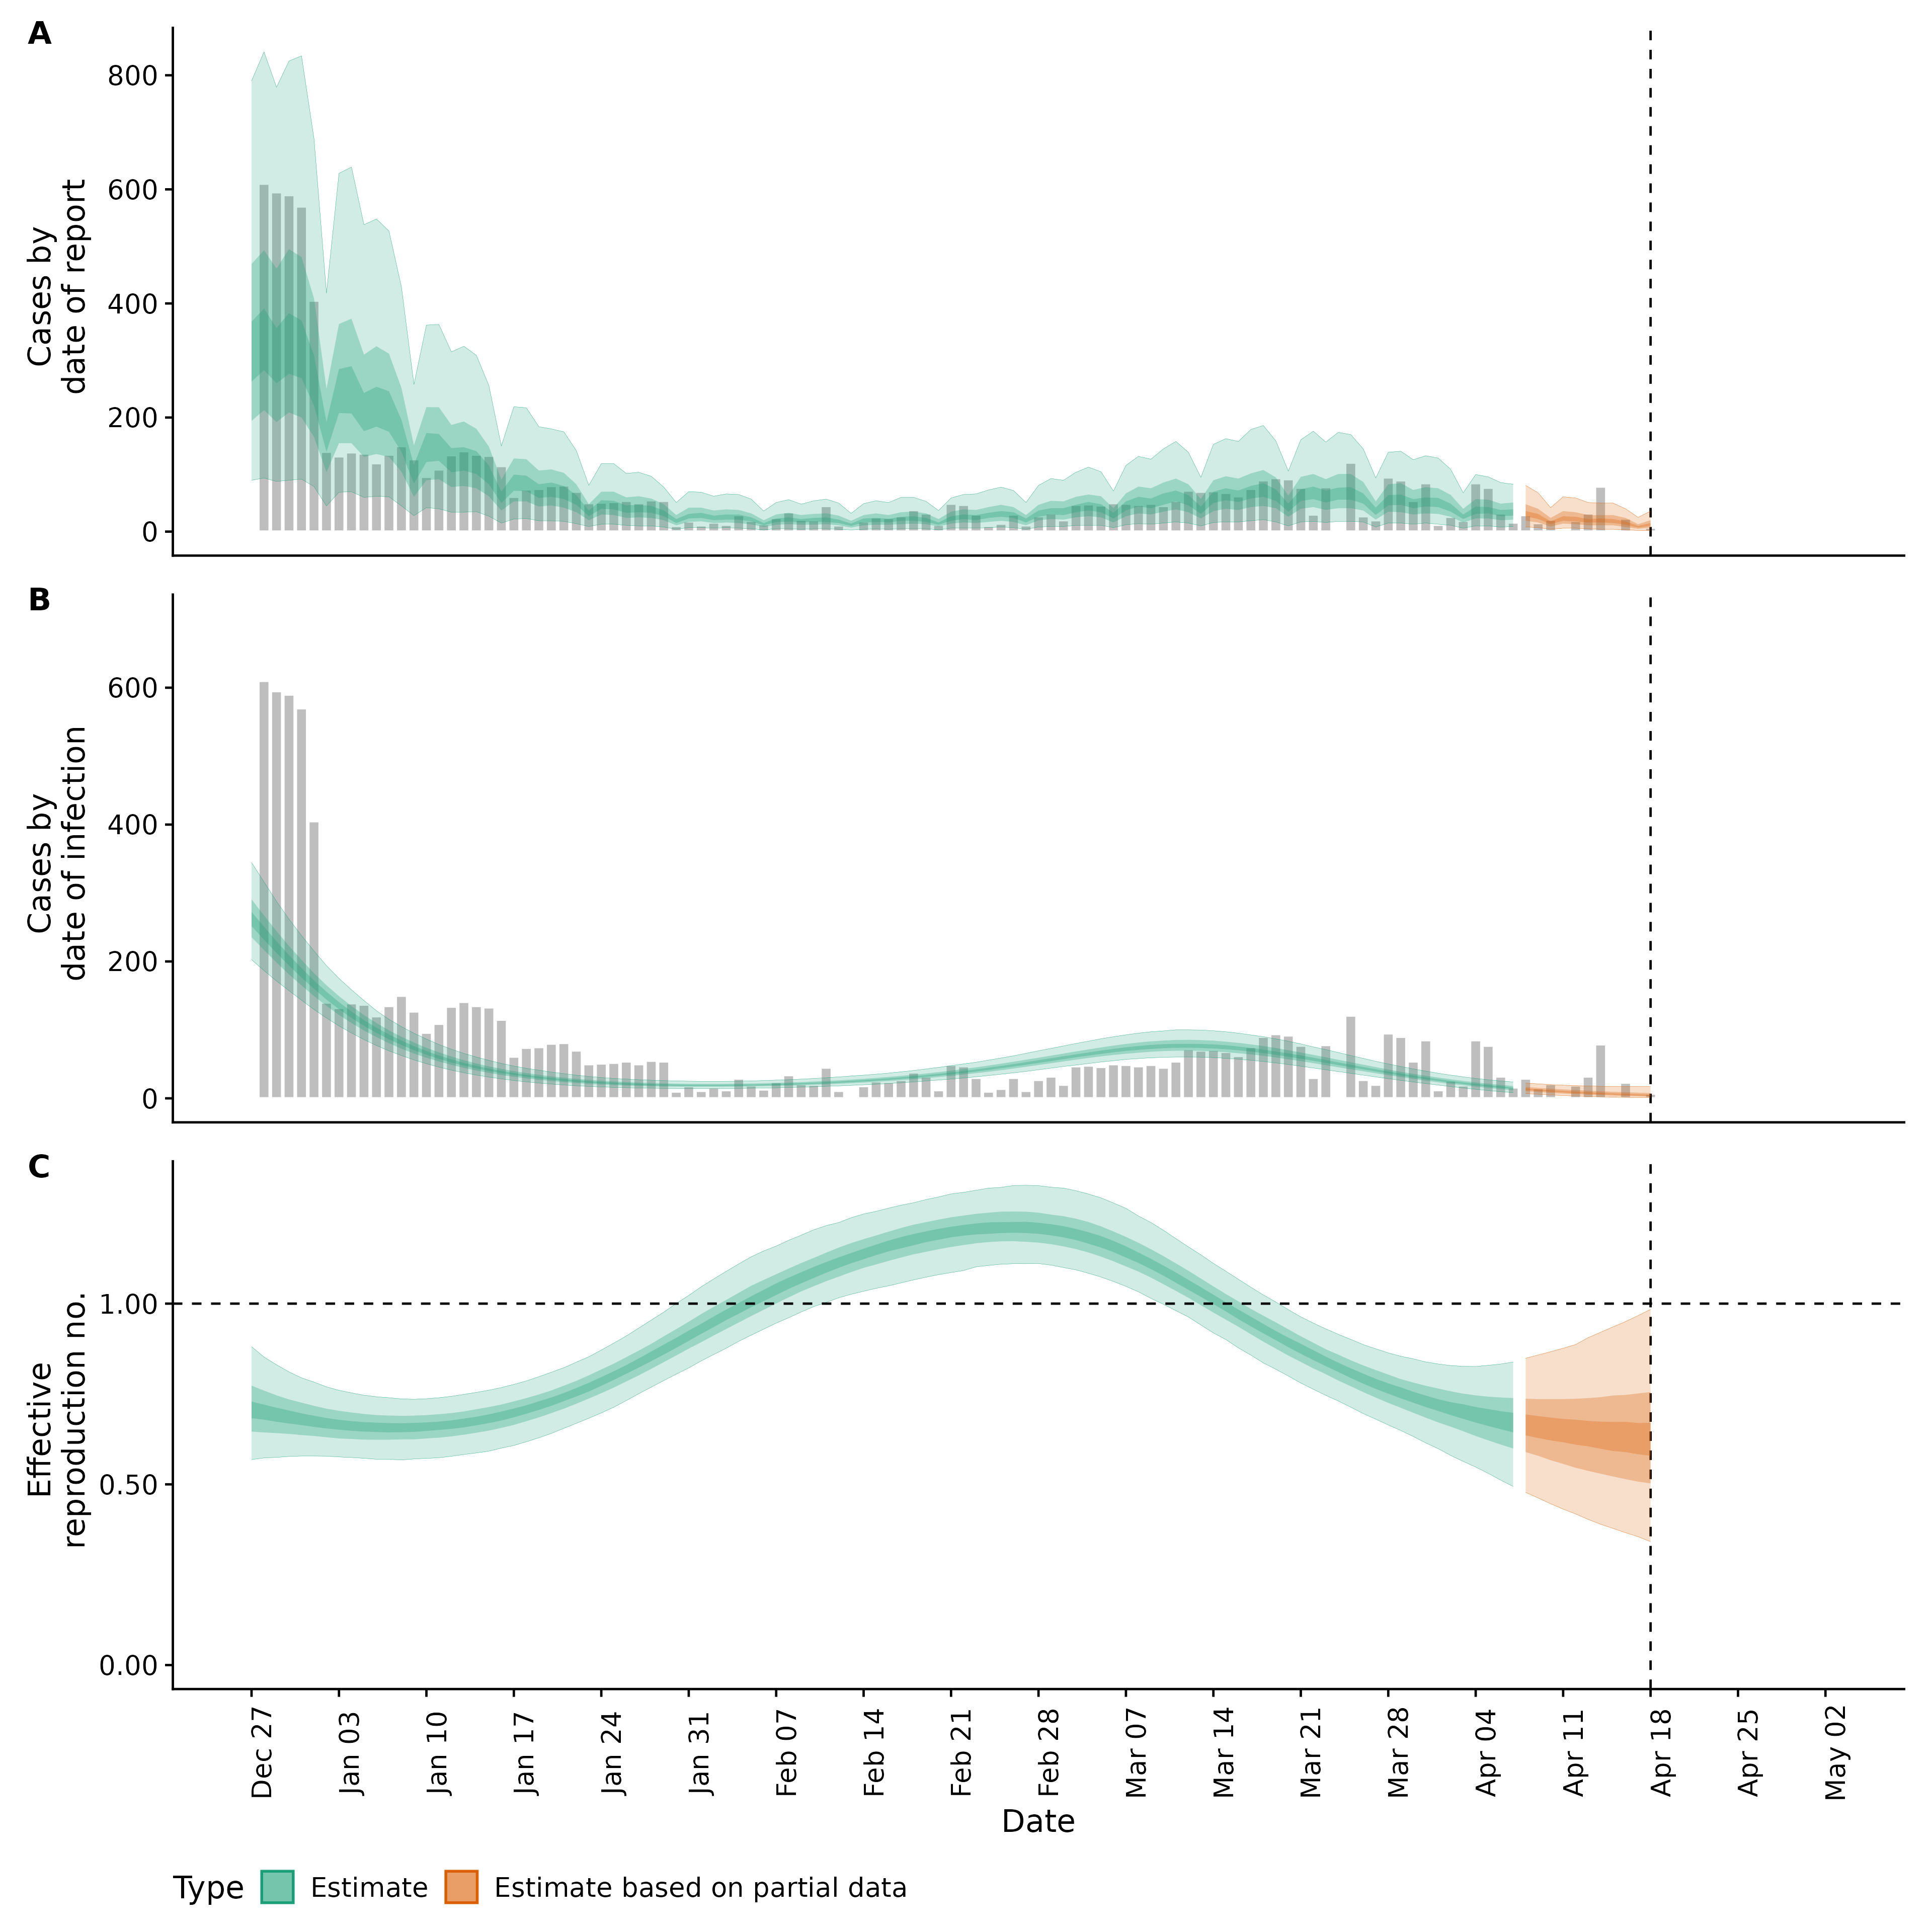 A
Cases by
date of report
800
600
400
200
0
B
Cases by
date of infection
600
400
200
0
C
Effective
reproduction no.
1.00
0.50
0.00
Dec 27
Jan 03
Jan 10
Jan 17
Jan 24
Jan 31
Feb 07
Feb 14
Feb 21
Feb 28
Mar 07
Mar 14
Mar 21
Mar 28
Apr 04
Apr 11
Apr 18
Apr 25
May 02
Date
Type Estimate Estimate based on partial data